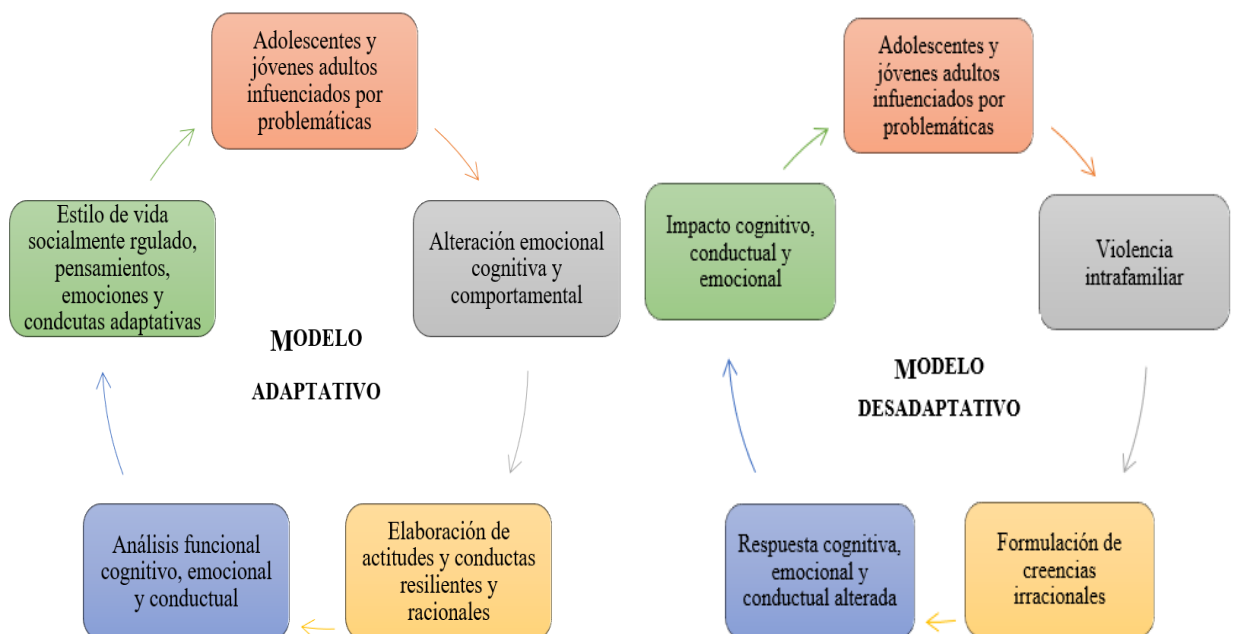 Adolescentes y
jóvenes adultos
infuenciados por
problemáticas
Alteración emocional
cognitiva y
comportamental
Elaboración de
actitudes y conductas
resilientes y
racionales
Análisis funcional
cognitivo, emocional
y conductual
Estilo de vida
socialmente rgulado,
pensamientos,
emociones y
condcutas adaptativas
MODELO
ADAPTATIVO
Adolescentes y
jóvenes adultos
infuenciados por
problemáticas
Violencia
intrafamiliar
Formulación de
creencias
irracionales
Respuesta cognitiva,
emocional y
conductual alterada
Impacto cognitivo,
conductual y
emocional
MODELO
DESADAPTATIVO